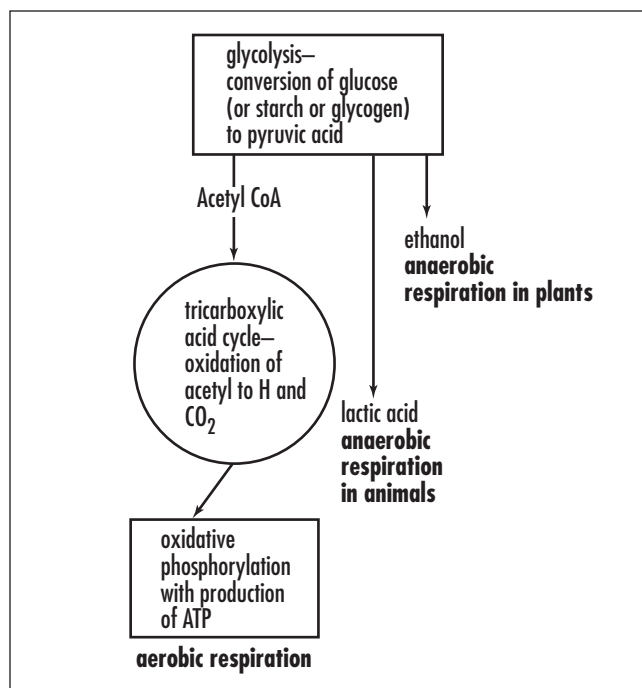 glycolysis–
conversion of glucose
(or starch or glycogen)
to pyruvic acid
Acetyl CoA
ethanol
anaerobic
respiration in plants
tricarboxylic
acid cycle–
oxidation of
acetyl to H and
CO2
lactic acid
anaerobic
respiration
in animals
oxidative
phosphorylation
with production
of ATP
aerobic respiration